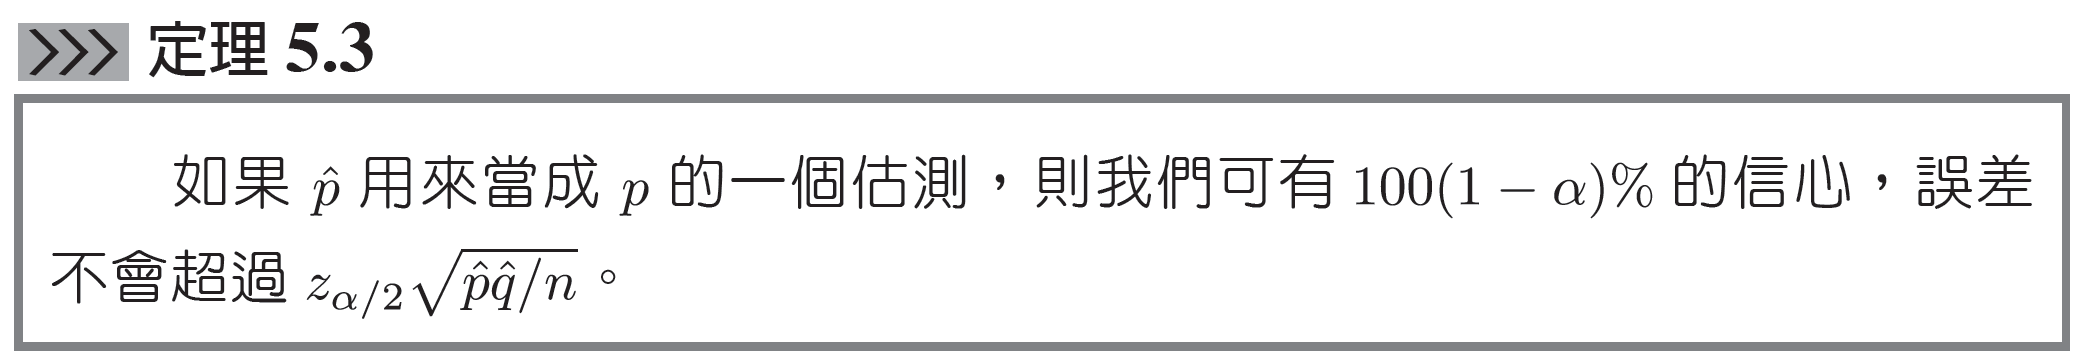 >>> 定理 5.3
如果 p̂ 用來當成 p 的一個估測，則我們可有 100(1 − α)% 的信心，誤差
不會超過 z_{α/2}√(p̂q̂/n)。